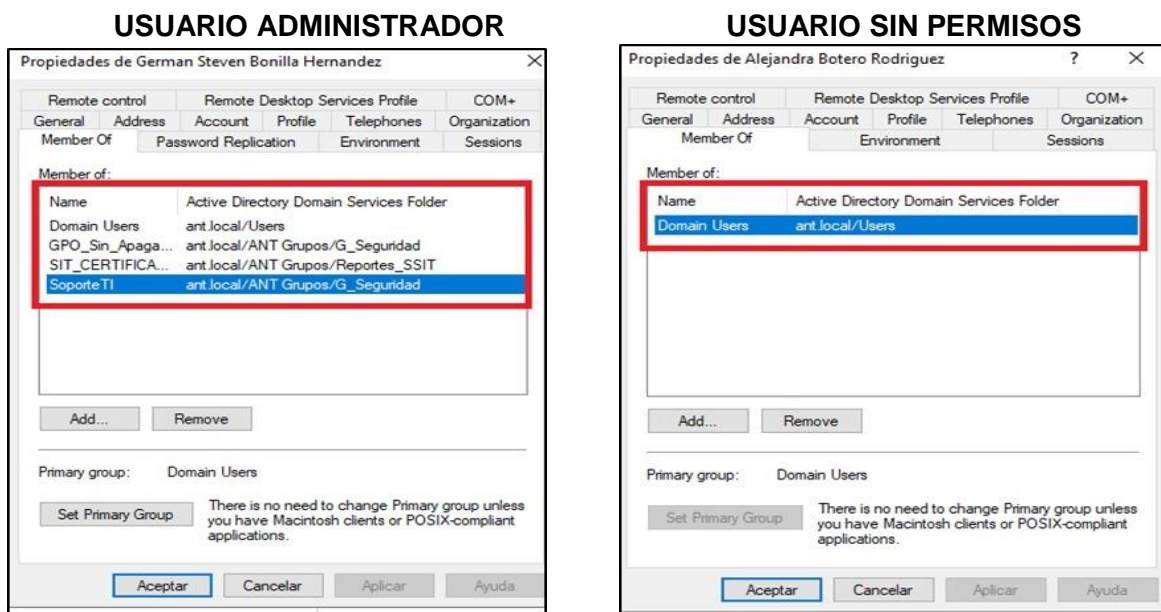 USUARIO ADMINISTRADOR
Propiedades de German Steven Bonilla Hernandez
Remote control Remote Desktop Services Profile COM+
General Address Account Profile Telephones Organization
Member Of Password Replication Environment Sessions
Member of:
Name Active Directory Domain Services Folder
Domain Users ant.local/Users
GPO_Sin_Apaga... ant.local/ANT Grupos/G_Seguridad
SIT_CERTIFICA... ant.local/ANT Grupos/Reportes_SSIT
SoporteTI ant.local/ANT Grupos/G_Seguridad
Add... Remove
Primary group: Domain Users
Set Primary Group
There is no need to change Primary group unless
you have Macintosh clients or POSIX-compliant
applications.
Aceptar Cancelar Aplicar Ayuda
USUARIO SIN PERMISOS
Propiedades de Alejandra Botero Rodriguez ?
Remote control Remote Desktop Services Profile COM+
General Address Account Profile Telephones Organization
Member Of Environment Sessions
Member of:
Name Active Directory Domain Services Folder
Domain Users ant.local/Users
Add... Remove
Primary group: Domain Users
Set Primary Group
There is no need to change Primary group unless
you have Macintosh clients or POSIX-compliant
applications.
Aceptar Cancelar Aplicar Ayuda